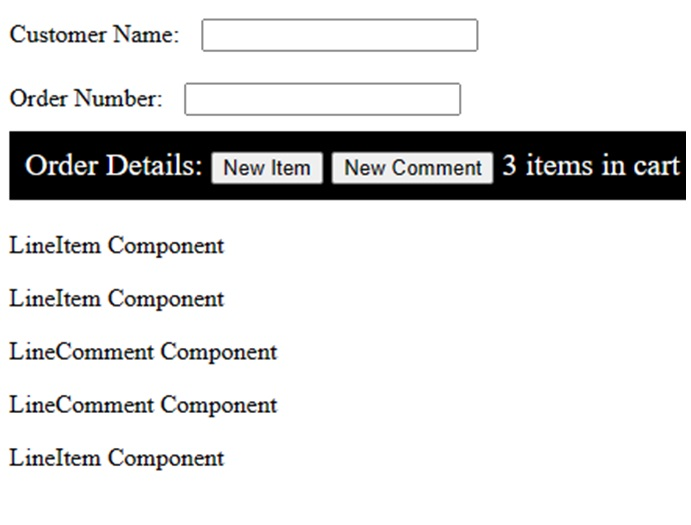 Customer Name:
Order Number:
Order Details: New Item New Comment 3 items in cart
LineItem Component
LineItem Component
LineComment Component
LineComment Component
LineItem Component